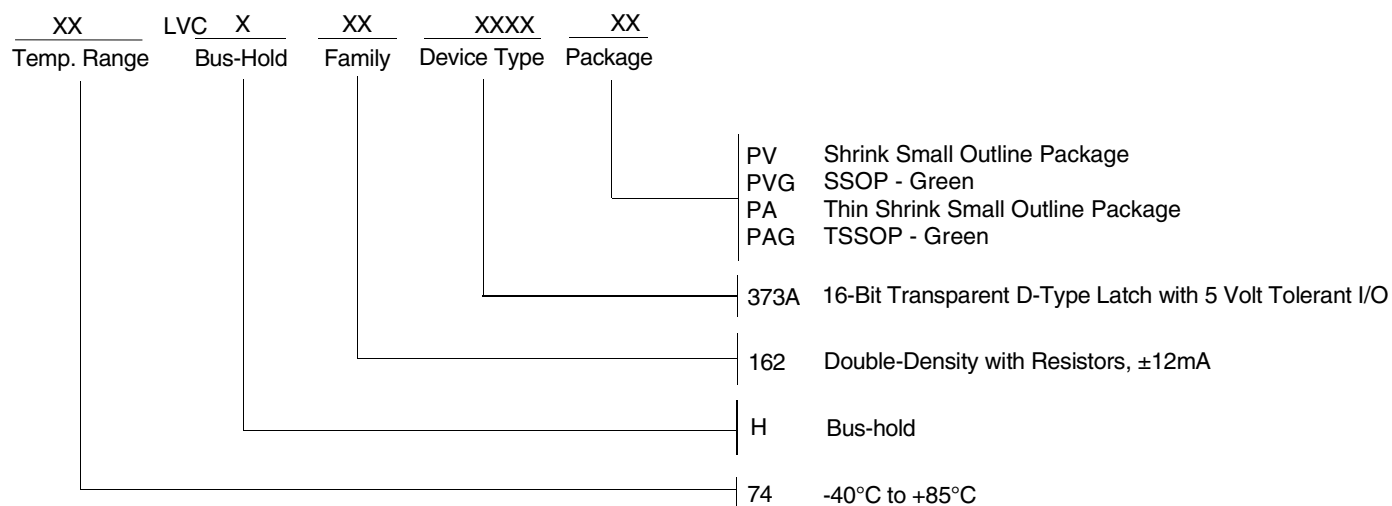 XX LVC X XX XXXX XX
Temp. Range Bus-Hold Family Device Type Package
PV Shrink Small Outline Package
PVG SSOP - Green
PA Thin Shrink Small Outline Package
PAG TSSOP - Green
373A 16-Bit Transparent D-Type Latch with 5 Volt Tolerant I/O
162 Double-Density with Resistors, ±12mA
H Bus-hold
74 -40°C to +85°C